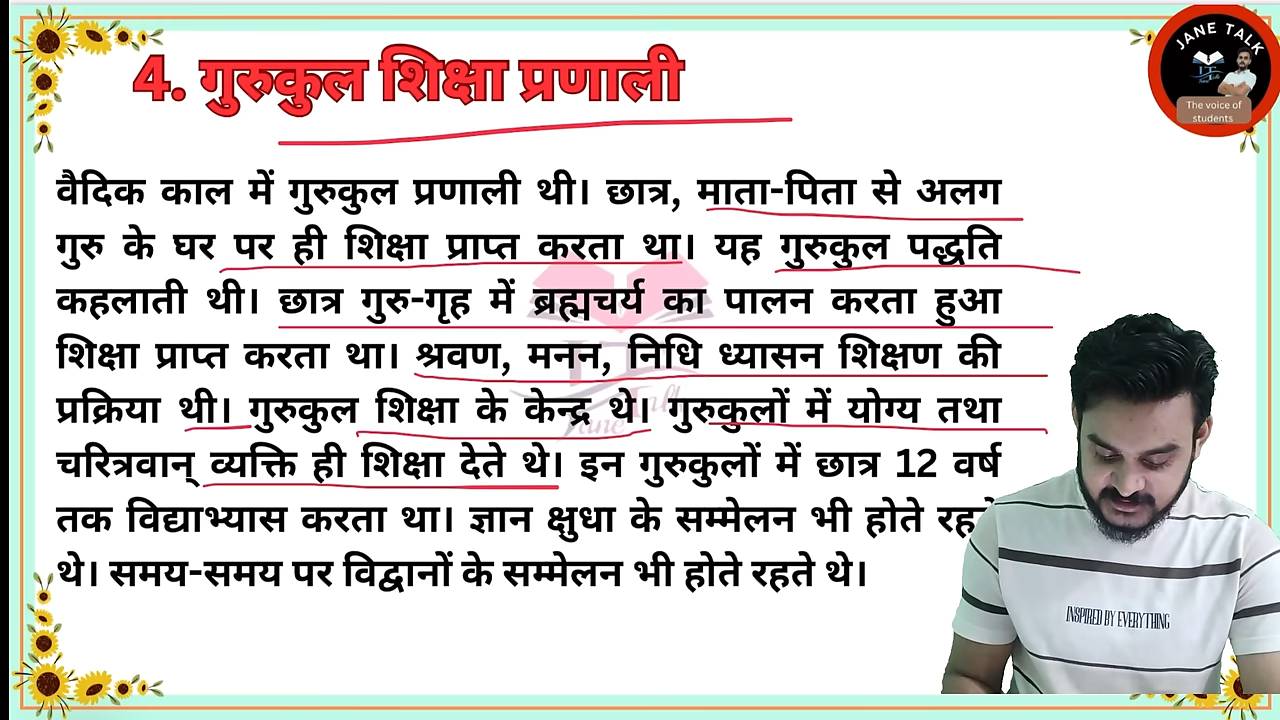 4. गुरुकुल शिक्षा प्रणाली
JANE TALK
The voice of
students
वैदिक काल में गुरुकुल प्रणाली थी। छात्र, माता-पिता से अलग
गुरु के घर पर ही शिक्षा प्राप्त करता था। यह गुरुकुल पद्धति
कहलाती थी। छात्र गुरु-गृह में ब्रह्मचर्य का पालन करता हुआ
शिक्षा प्राप्त करता था। श्रवण, मनन, निधि ध्यासन शिक्षण की
प्रक्रिया थी। गुरुकुल शिक्षा के केन्द्र थे। गुरुकुलों में योग्य तथा
चरित्रवान् व्यक्ति ही शिक्षा देते थे। इन गुरुकुलों में छात्र 12 वर्ष
तक विद्याभ्यास करता था। ज्ञान क्षुधा के सम्मेलन भी होते
थे। समय-समय पर विद्वानों के सम्मेलन भी होते रहते थे।
INSPIRED BY EVERYTHING